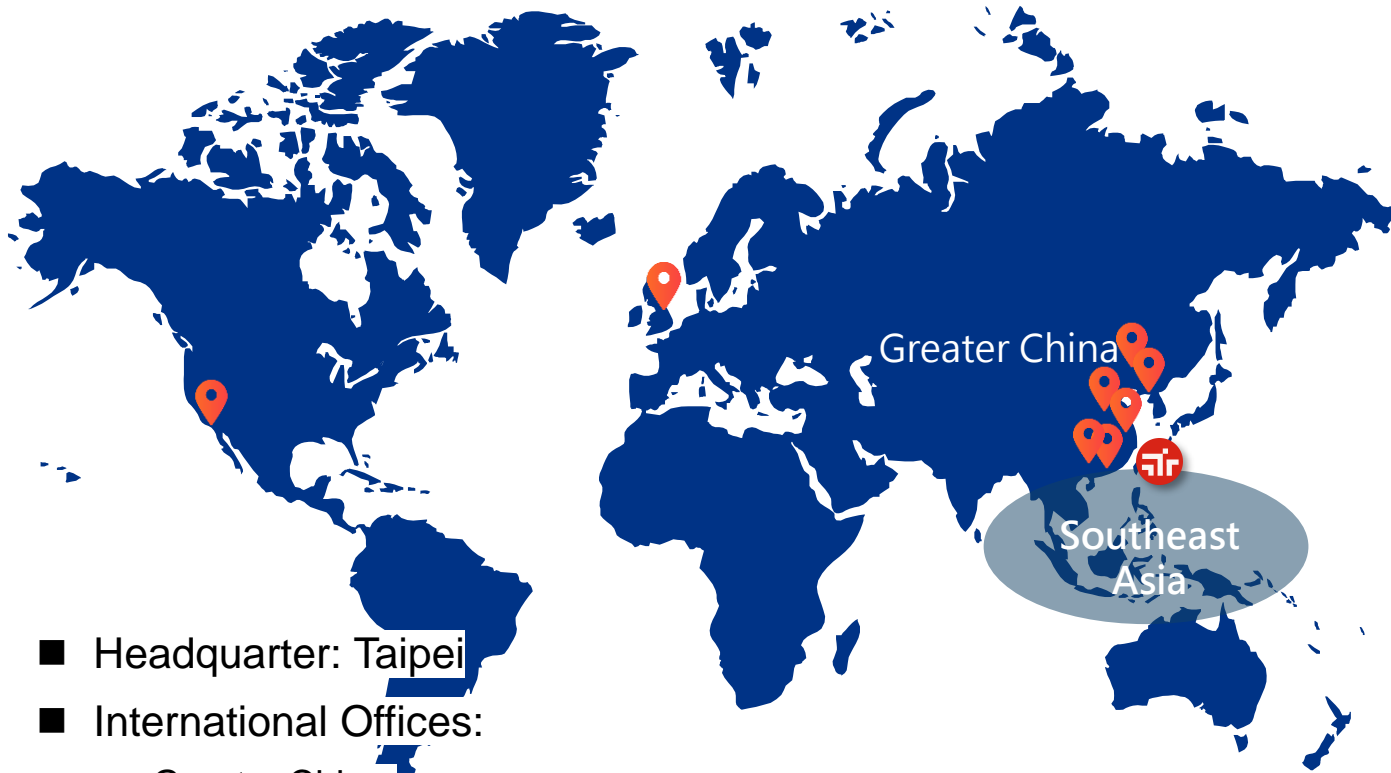 Greater China
Southeast
Asia
■ Headquarter: Taipei
■ International Offices: